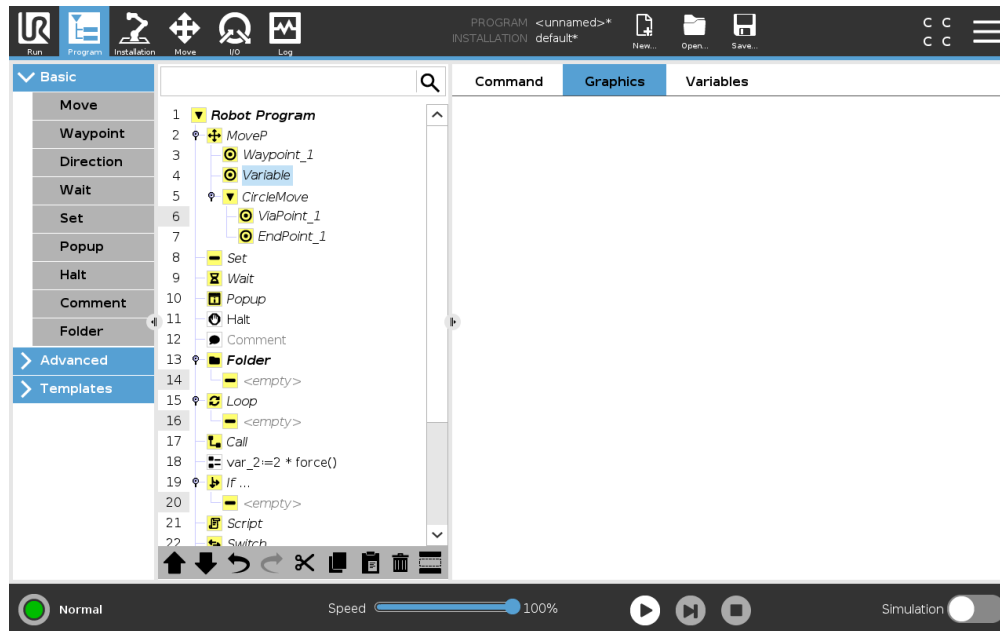 UR
Run
Program
Installation
Move
I/O
Log
PROGRAM <unnamed>*
INSTALLATION default*
New...
Open...
Save...
C C
C C
Basic
Move
Waypoint
Direction
Wait
Set
Popup
Halt
Comment
Folder
Advanced
Templates
1 Robot Program
2 MoveP
3 Waypoint_1
4 Variable
5 CircleMove
6 ViaPoint_1
7 EndPoint_1
8 Set
9 Wait
10 Popup
11 Halt
12 Comment
13 Folder
14 <empty>
15 Loop
16 <empty>
17 Call
18 var_2:=2 * force()
19 If ...
20 <empty>
21 Script
22 Switch
Command Graphics Variables
Normal
Speed 100%
Simulation